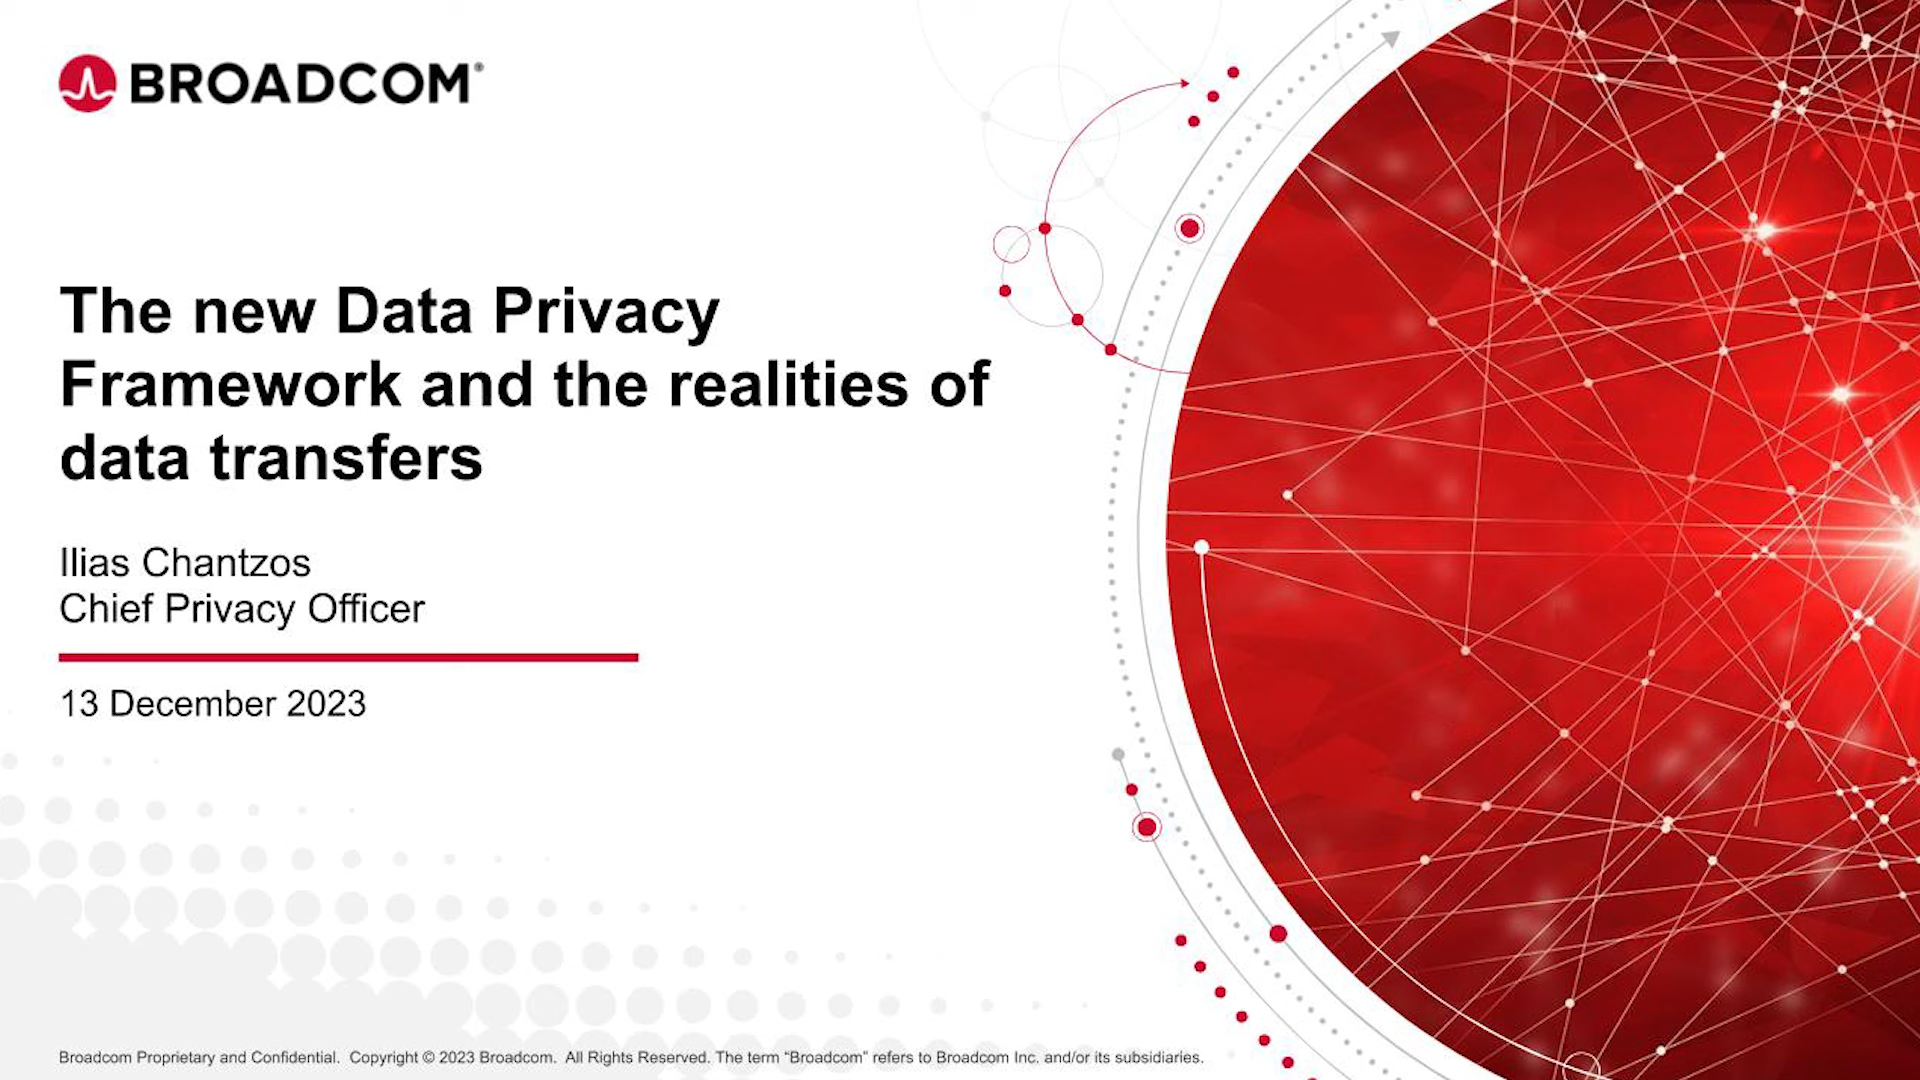 BROADCOM®
The new Data Privacy
Framework and the realities of
data transfers
Ilias Chantzos
Chief Privacy Officer
13 December 2023
Broadcom Proprietary and Confidential. Copyright © 2023 Broadcom. All Rights Reserved. The term “Broadcom” refers to Broadcom Inc. and/or its subsidiaries.